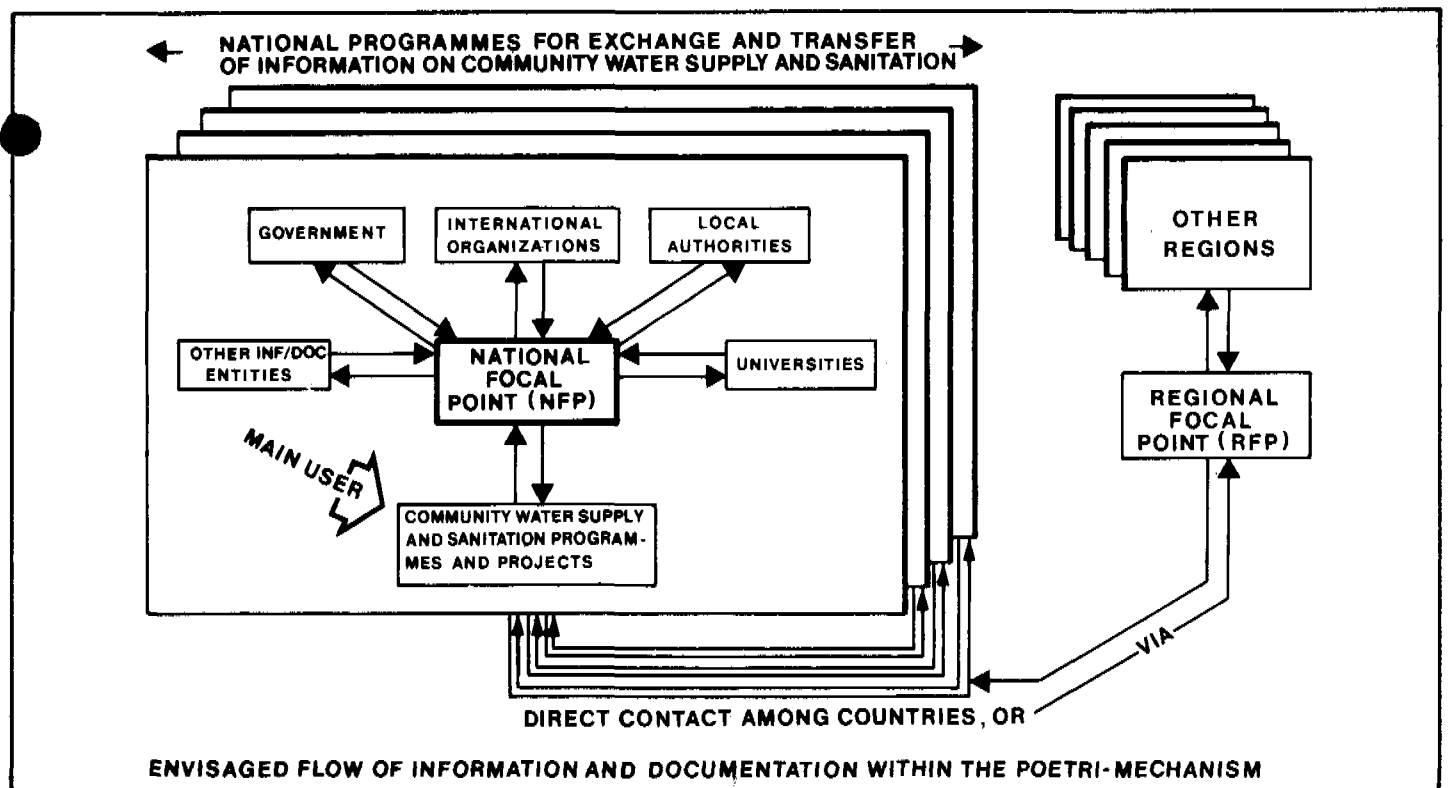 NATIONAL PROGRAMMES FOR EXCHANGE AND TRANSFER
OF INFORMATION ON COMMUNITY WATER SUPPLY AND SANITATION
GOVERNMENT
INTERNATIONAL
ORGANIZATIONS
LOCAL
AUTHORITIES
OTHER INF/DOC
ENTITIES
NATIONAL
FOCAL
POINT (NFP)
UNIVERSITIES
MAIN USER
COMMUNITY WATER SUPPLY
AND SANITATION PROGRAM-
MES AND PROJECTS
OTHER
REGIONS
REGIONAL
FOCAL
POINT (RFP)
VIA
DIRECT CONTACT AMONG COUNTRIES, OR
ENVISAGED FLOW OF INFORMATION AND DOCUMENTATION WITHIN THE POETRI-MECHANISM